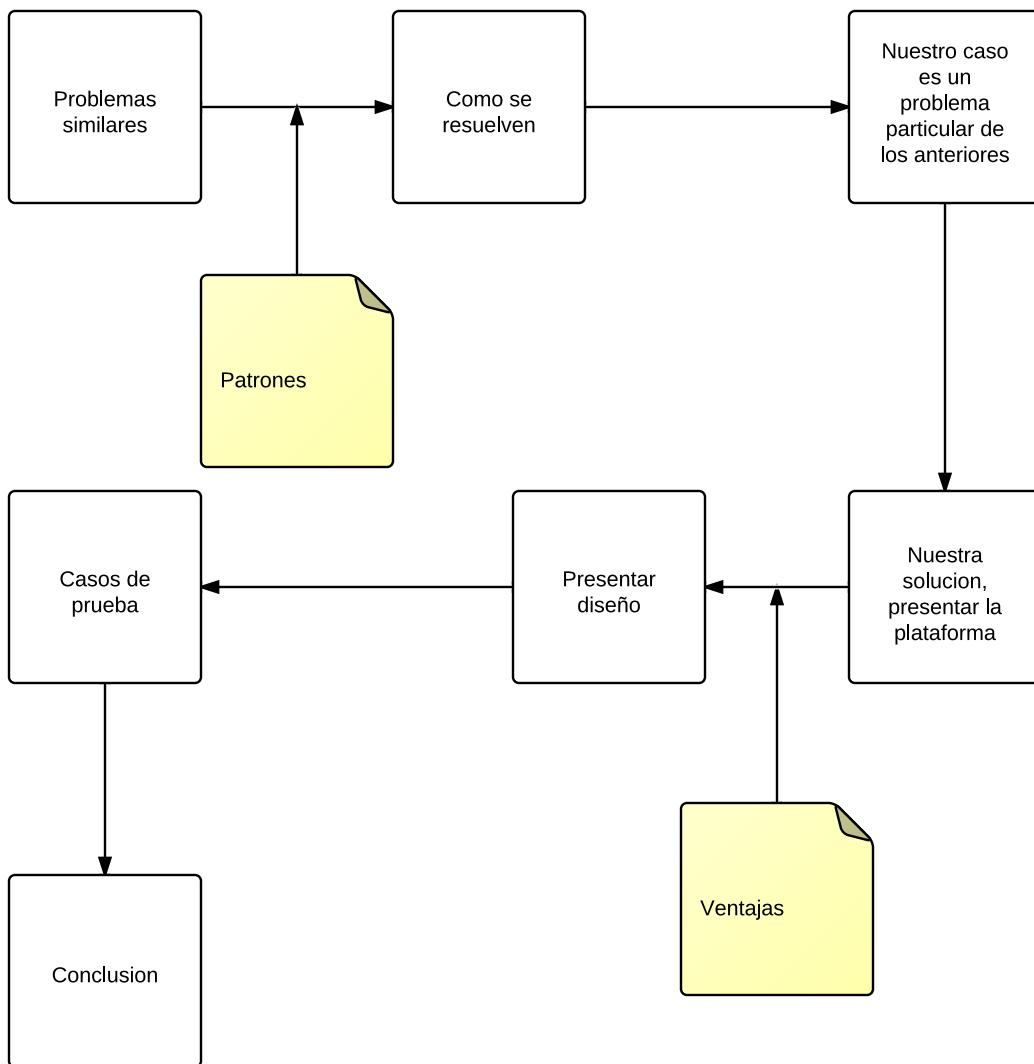 Problemas
similares
Como se
resuelven
Nuestro caso
es un
problema
particular de
los anteriores
Patrones
Nuestra
solucion,
presentar la
plataforma
Presentar
diseño
Casos de
prueba
Ventajas
Conclusion